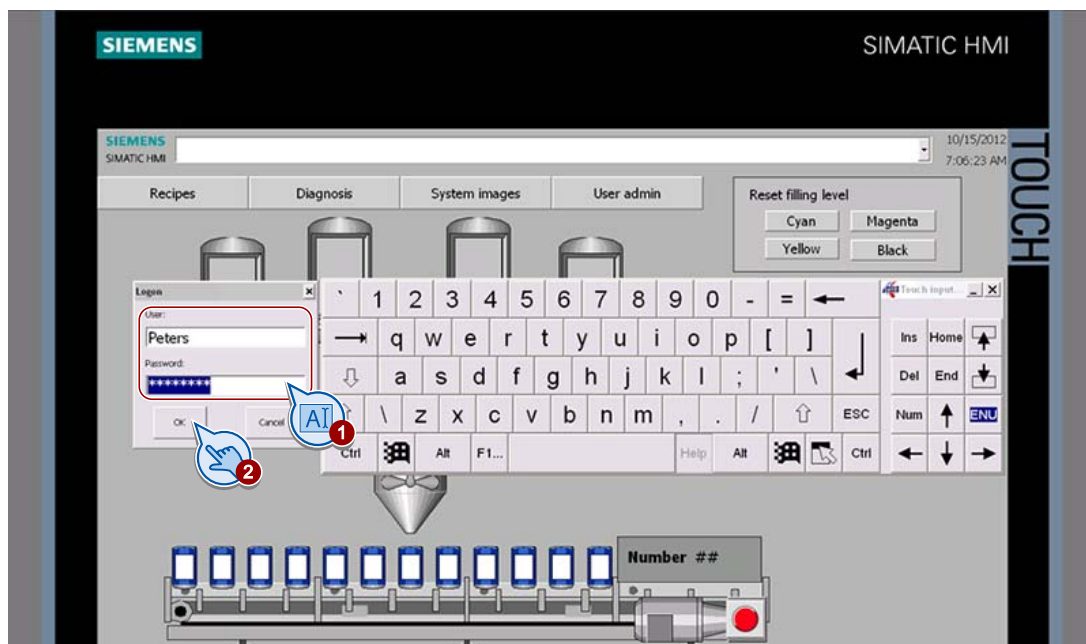 SIEMENS
SIMATIC HMI
TOUCH
SIEMENS
SIMATIC HMI
10/15/2012
7:06:23 AM
Recipes Diagnosis System images User admin
Reset filling level
Cyan Magenta
Yellow Black
Logon
User:
Peters
Password:
********
OK Cancel
AI
1
2
` 1 2 3 4 5 6 7 8 9 0 - =
q w e r t y u i o p [ ]
a s d f g h j k l ; ' \
\ z x c v b n m , . / ESC
Ctrl Alt F1... Help Alt Ctrl
Touch input...
Ins Home
Del End
Num ENU
Number ##